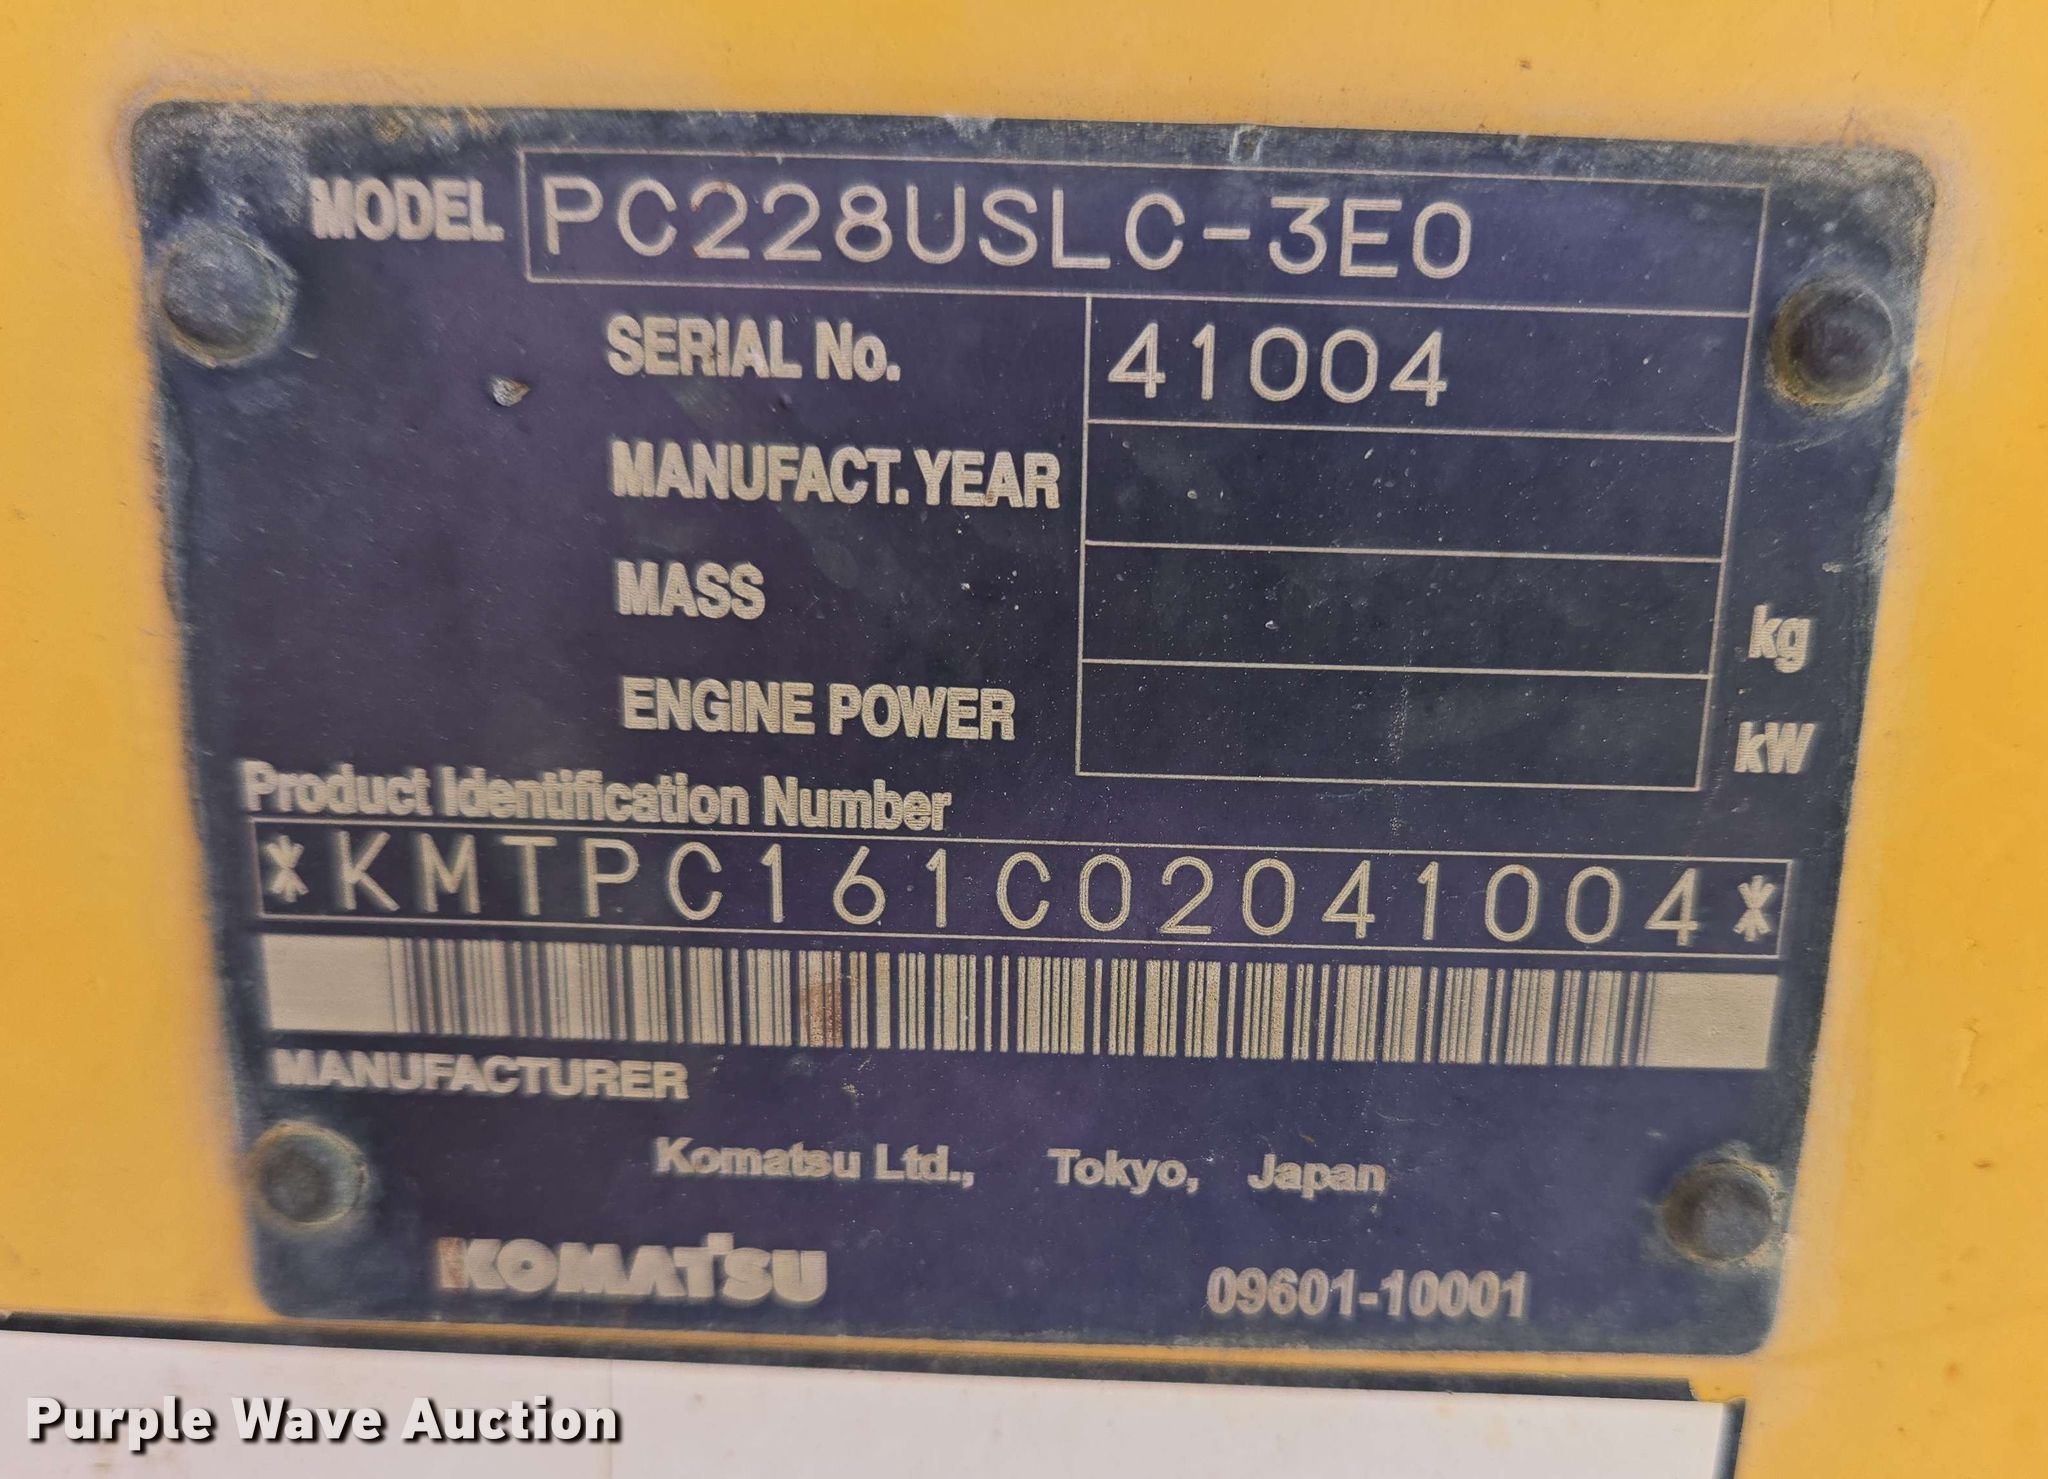 MODEL PC228USLC-3E0
SERIAL No. 41004
MANUFACT. YEAR
MASS kg
ENGINE POWER kW
Product Identification Number
*KMTPC161C02041004*
MANUFACTURER
Komatsu Ltd., Tokyo, Japan
KOMATSU 09601-10001
Purple Wave Auction